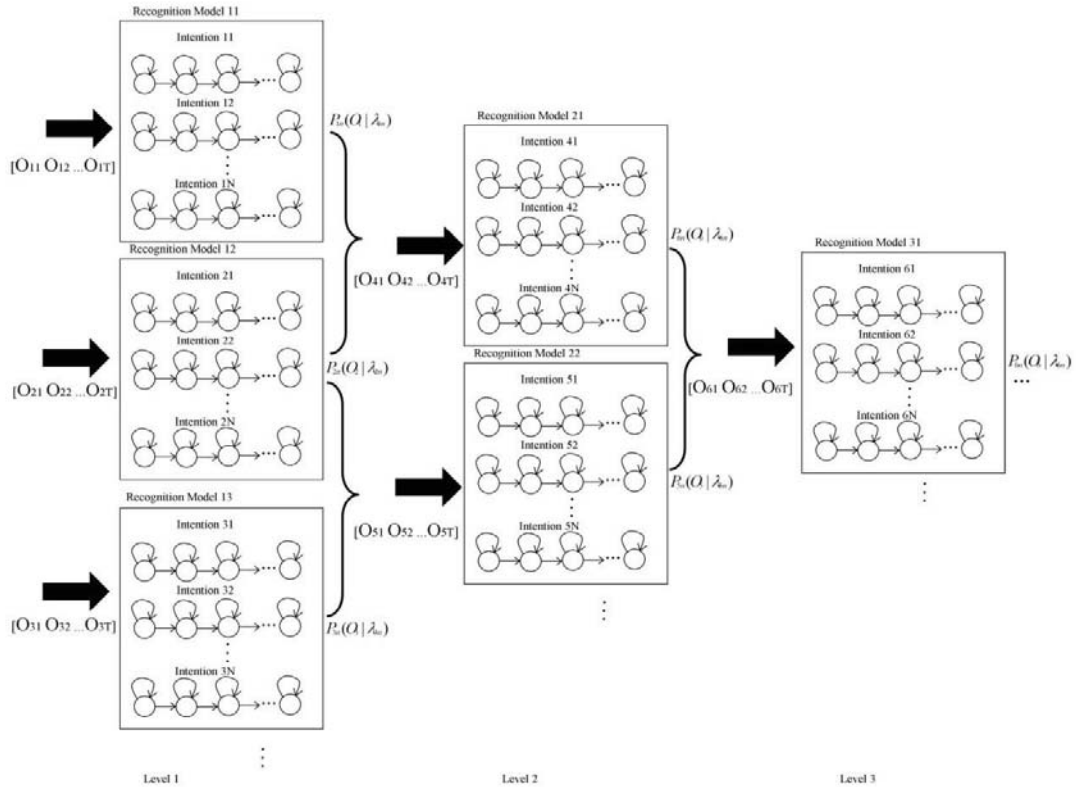 Recognition Model 11
Intention 11
Intention 12
Intention 1N
[O11 O12 ...O1T]
Recognition Model 12
Intention 21
Intention 22
Intention 2N
[O21 O22 ...O2T]
Recognition Model 13
Intention 31
Intention 32
Intention 3N
[O31 O32 ...O3T]
Level 1
Recognition Model 21
Intention 41
Intention 42
Intention 4N
[O41 O42 ...O4T]
Recognition Model 22
Intention 51
Intention 52
Intention 5N
[O51 O52 ...O5T]
Level 2
Recognition Model 31
Intention 61
Intention 62
Intention 6N
[O61 O62 ...O6T]
...
Level 3